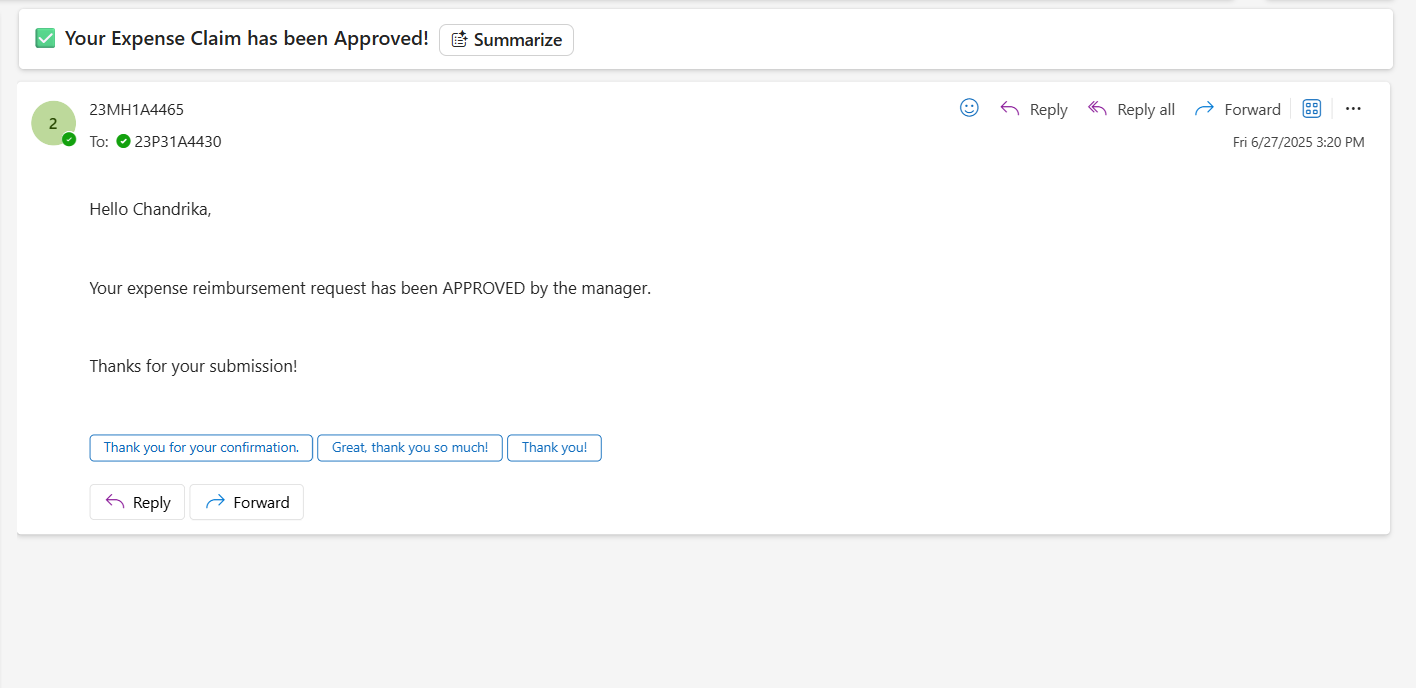 ✅ Your Expense Claim has been Approved! Summarize
2
23MH1A4465
Reply Reply all Forward
To: 23P31A4430
Fri 6/27/2025 3:20 PM
Hello Chandrika,
Your expense reimbursement request has been APPROVED by the manager.
Thanks for your submission!
Thank you for your confirmation. Great, thank you so much! Thank you!
Reply Forward